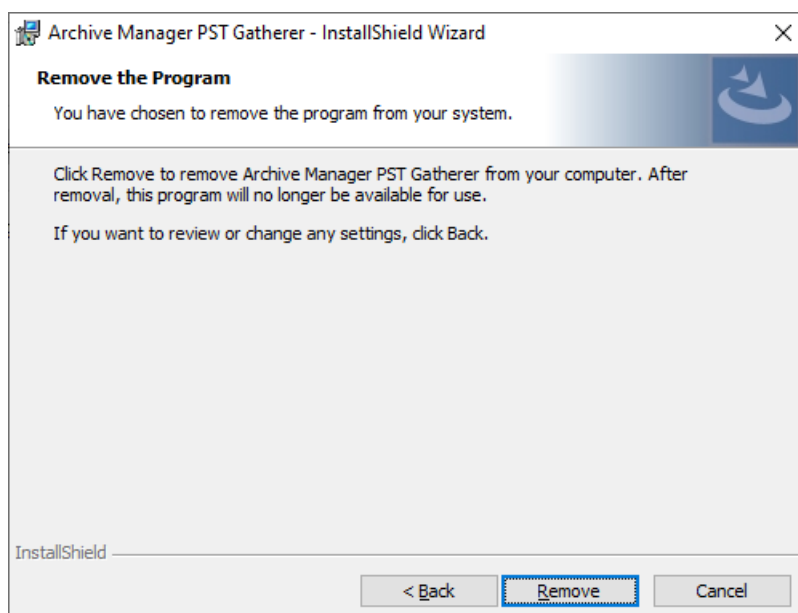 Archive Manager PST Gatherer - InstallShield Wizard
Remove the Program
You have chosen to remove the program from your system.
Click Remove to remove Archive Manager PST Gatherer from your computer. After
removal, this program will no longer be available for use.
If you want to review or change any settings, click Back.
InstallShield
< Back
Remove
Cancel